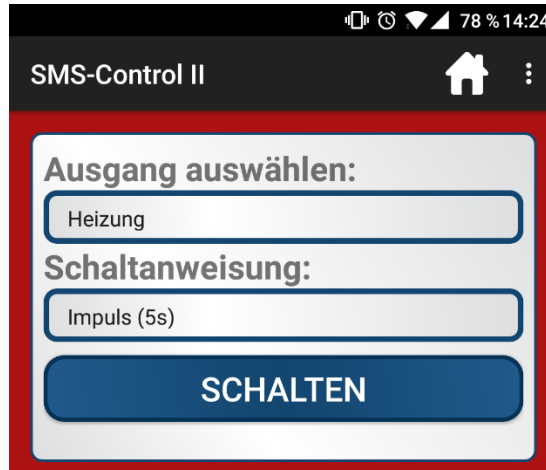 78 % 14:24
SMS-Control II
Ausgang auswählen:
Heizung
Schaltanweisung:
Impuls (5s)
SCHALTEN